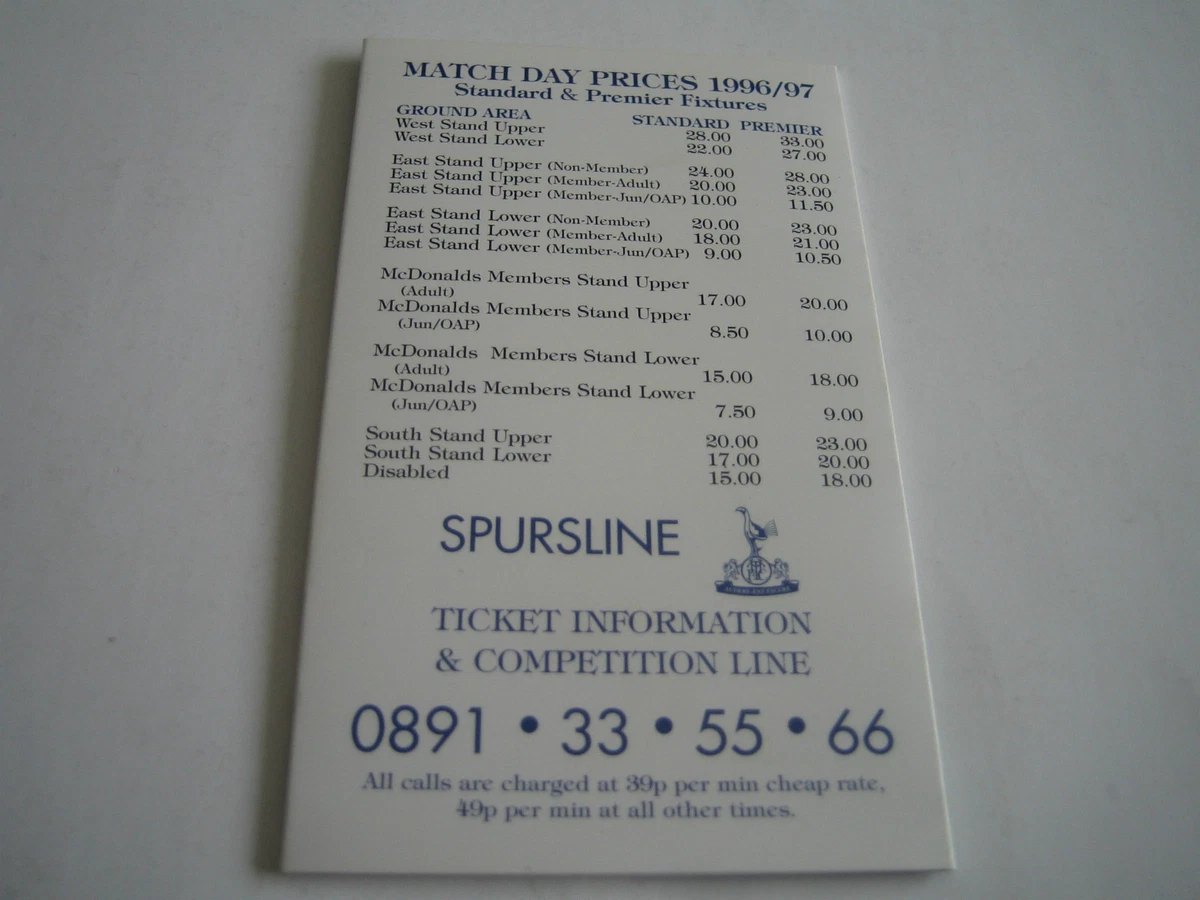 MATCH DAY PRICES 1996/97
Standard & Premier Fixtures
GROUND AREA STANDARD PREMIER
West Stand Upper 28.00 33.00
West Stand Lower 22.00 27.00
East Stand Upper (Non-Member) 24.00 28.00
East Stand Upper (Member-Adult) 20.00 23.00
East Stand Upper (Member-Jun/OAP) 10.00 11.50
East Stand Lower (Non-Member) 20.00 23.00
East Stand Lower (Member-Adult) 18.00 21.00
East Stand Lower (Member-Jun/OAP) 9.00 10.50
McDonalds Members Stand Upper
(Adult) 17.00 20.00
McDonalds Members Stand Upper
(Jun/OAP) 8.50 10.00
McDonalds Members Stand Lower
(Adult) 15.00 18.00
McDonalds Members Stand Lower
(Jun/OAP) 7.50 9.00
South Stand Upper 20.00 23.00
South Stand Lower 17.00 20.00
Disabled 15.00 18.00
SPURSLINE
TICKET INFORMATION
& COMPETITION LINE
0891 • 33 • 55 • 66
All calls are charged at 39p per min cheap rate,
49p per min at all other times.